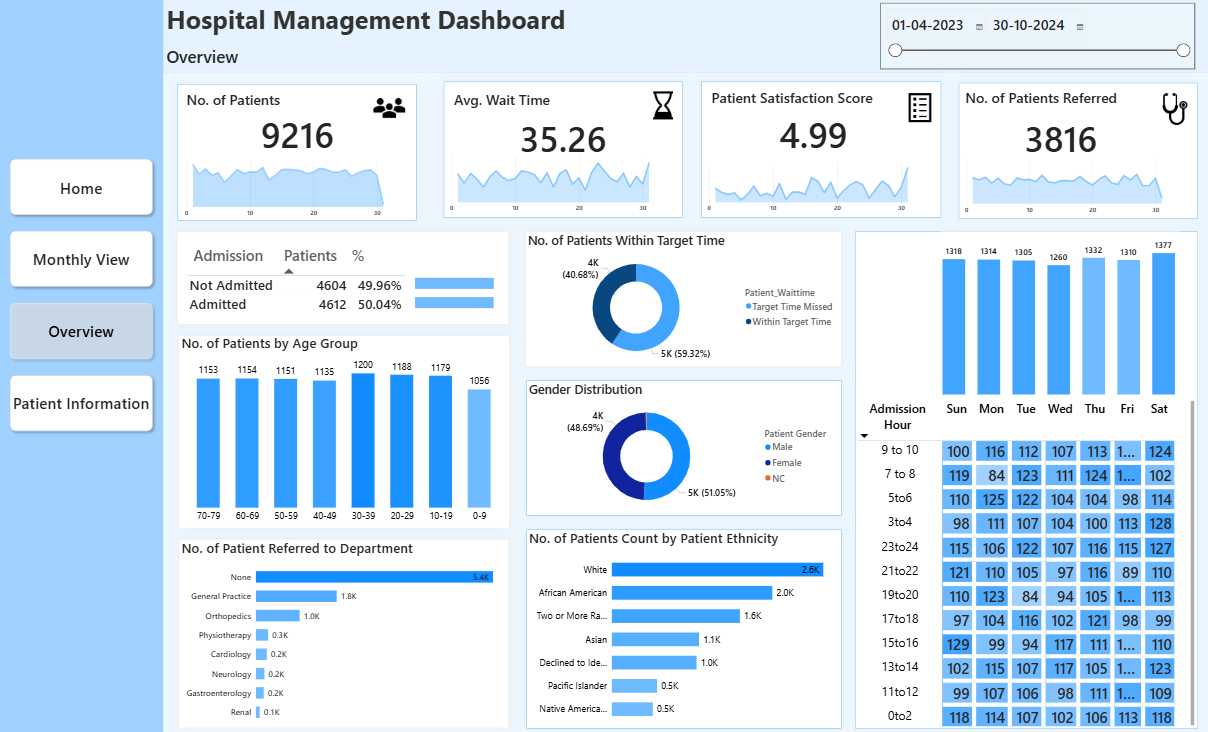 Hospital Management Dashboard
Overview
01-04-2023 30-10-2024
Home
Monthly View
Overview
Patient Information
No. of Patients
9216
0 10 20 30
Avg. Wait Time
35.26
0 10 20 30
Patient Satisfaction Score
4.99
0 10 20 30
No. of Patients Referred
3816
0 10 20 30
Admission Patients %
Not Admitted 4604 49.96%
Admitted 4612 50.04%
No. of Patients by Age Group
1153 1154 1151 1135 1200 1188 1179 1056
70-79 60-69 50-59 40-49 30-39 20-29 10-19 0-9
No. of Patient Referred to Department
None 5.4K
General Practice 1.8K
Orthopedics 1.0K
Physiotherapy 0.3K
Cardiology 0.2K
Neurology 0.2K
Gastroenterology 0.2K
Renal 0.1K
No. of Patients Within Target Time
4K
(40.68%)
5K (59.32%)
Patient_Waittime
Target Time Missed
Within Target Time
Gender Distribution
4K
(48.69%)
5K (51.05%)
Patient Gender
Male
Female
NC
No. of Patients Count by Patient Ethnicity
White 2.6K
African American 2.0K
Two or More Ra... 1.6K
Asian 1.1K
Declined to Ide... 1.0K
Pacific Islander 0.5K
Native America... 0.5K
1318 1314 1305 1260 1332 1310 1377
Admission
Hour
Sun Mon Tue Wed Thu Fri Sat
9 to 10 100 116 112 107 113 1... 124
7 to 8 119 84 123 111 124 1... 102
5to6 110 125 122 104 104 98 114
3to4 98 111 107 104 100 113 128
23to24 115 106 122 107 116 115 127
21to22 121 110 105 97 116 89 110
19to20 110 123 84 94 105 1... 113
17to18 97 104 116 102 121 98 99
15to16 129 99 94 117 111 1... 110
13to14 102 115 107 117 105 1... 123
11to12 99 107 106 98 111 1... 109
0to2 118 114 107 102 106 113 118